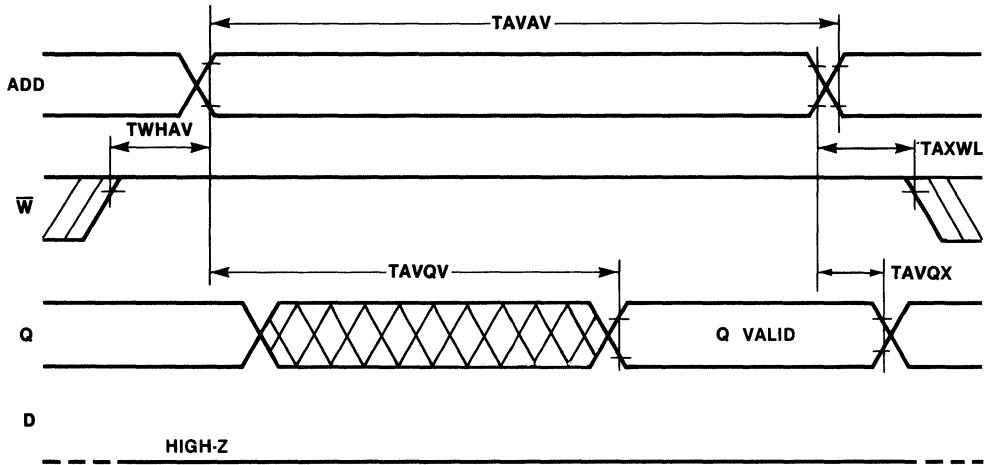 TAVAV
ADD
TWHAV
TAXWL
W̅
TAVQV
TAVQX
Q
Q VALID
D
HIGH-Z